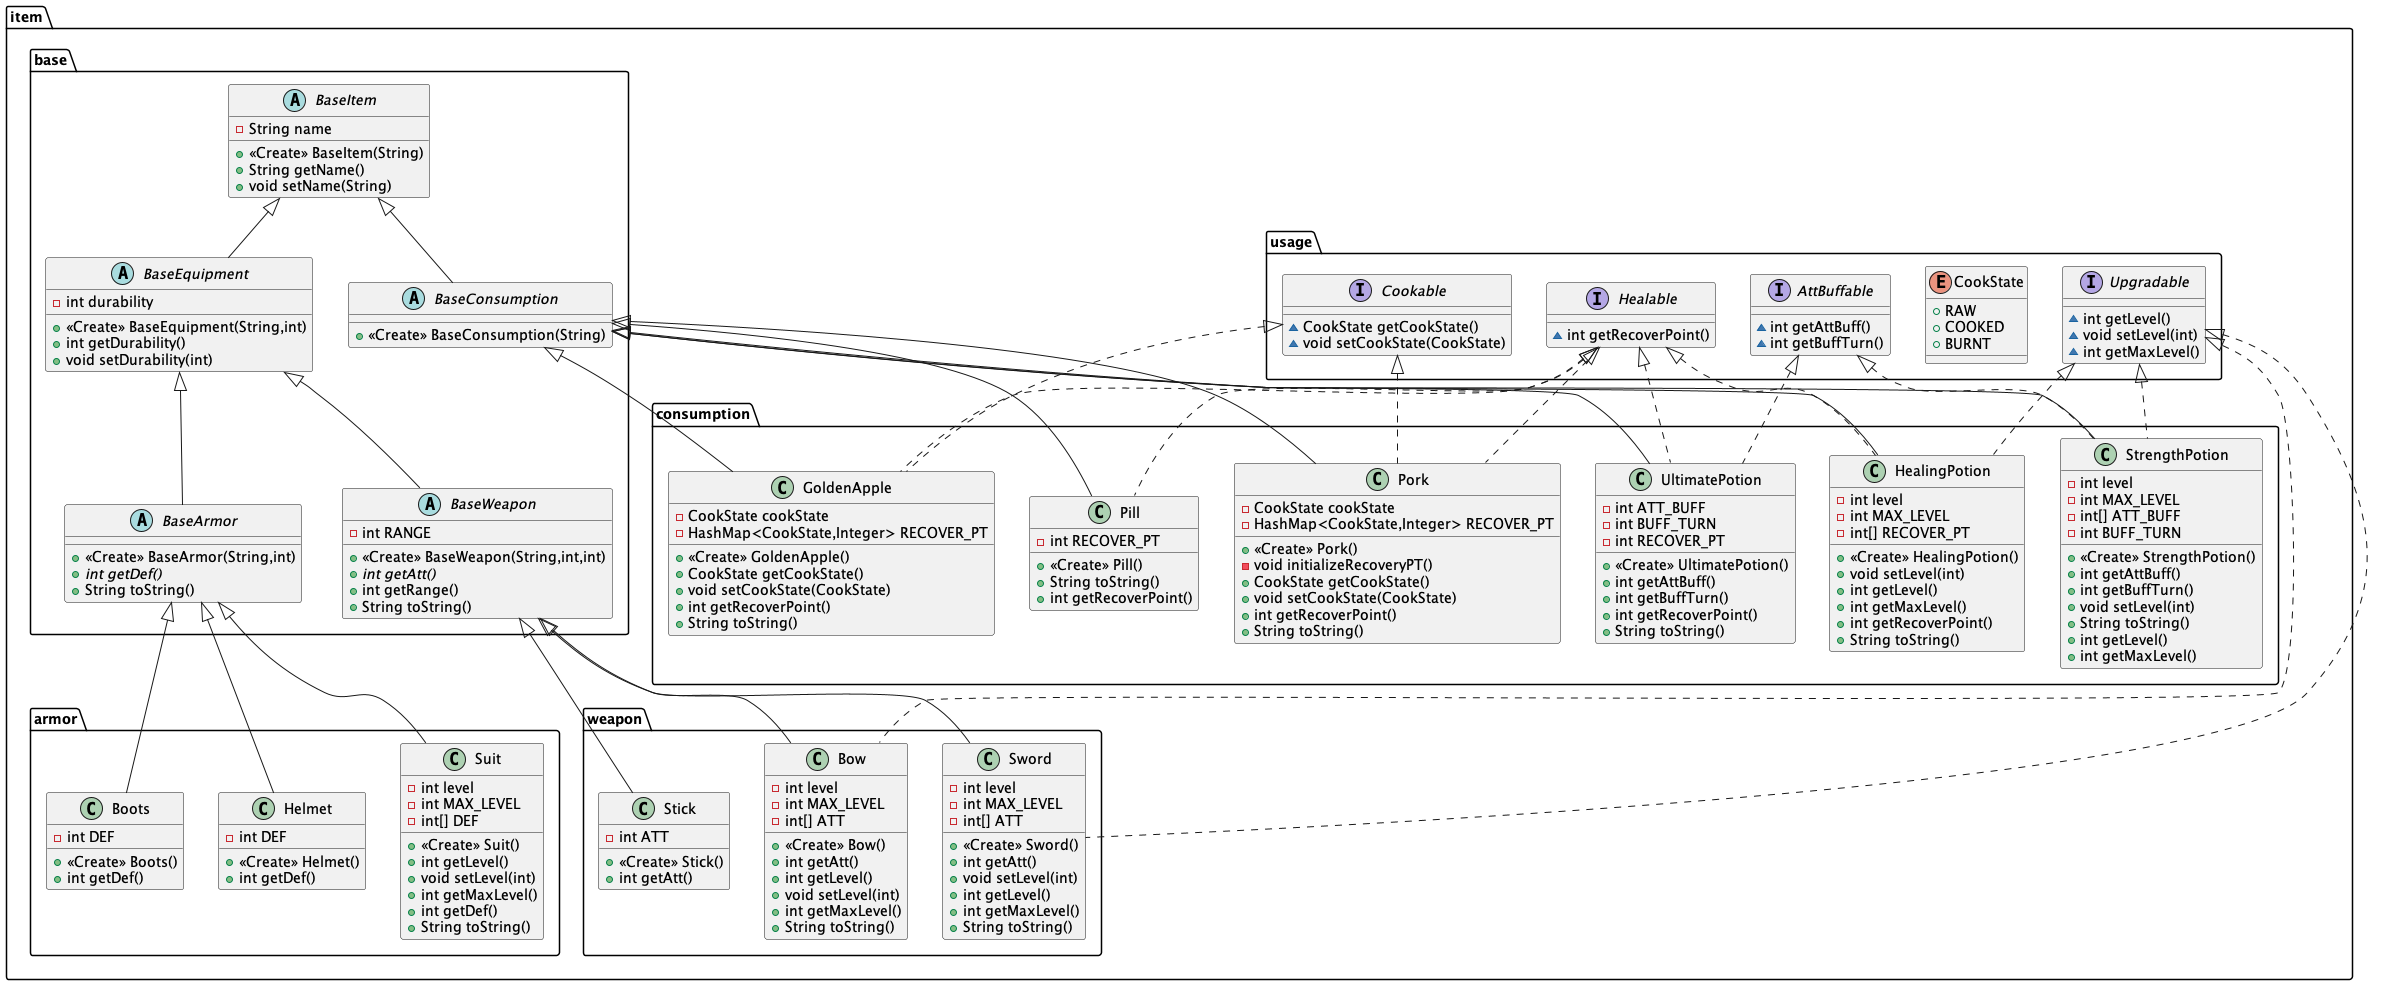 item
base
A BaseItem
String name
«Create» BaseItem(String)
String getName()
void setName(String)
A BaseEquipment
int durability
«Create» BaseEquipment(String,int)
int getDurability()
void setDurability(int)
A BaseConsumption
«Create» BaseConsumption(String)
A BaseArmor
«Create» BaseArmor(String,int)
int getDef()
String toString()
A BaseWeapon
int RANGE
«Create» BaseWeapon(String,int,int)
int getAtt()
int getRange()
String toString()
usage
I Cookable
CookState getCookState()
void setCookState(CookState)
I Healable
int getRecoverPoint()
I AttBuffable
int getAttBuff()
int getBuffTurn()
E CookState
RAW
COOKED
BURNT
I Upgradable
int getLevel()
void setLevel(int)
int getMaxLevel()
consumption
C GoldenApple
CookState cookState
HashMap<CookState,Integer> RECOVER_PT
«Create» GoldenApple()
CookState getCookState()
void setCookState(CookState)
int getRecoverPoint()
String toString()
C Pill
int RECOVER_PT
«Create» Pill()
String toString()
int getRecoverPoint()
C Pork
CookState cookState
HashMap<CookState,Integer> RECOVER_PT
«Create» Pork()
void initializeRecoveryPT()
CookState getCookState()
void setCookState(CookState)
int getRecoverPoint()
String toString()
C UltimatePotion
int ATT_BUFF
int BUFF_TURN
int RECOVER_PT
«Create» UltimatePotion()
int getAttBuff()
int getBuffTurn()
int getRecoverPoint()
String toString()
C HealingPotion
int level
int MAX_LEVEL
int[] RECOVER_PT
«Create» HealingPotion()
void setLevel(int)
int getLevel()
int getMaxLevel()
int getRecoverPoint()
String toString()
C StrengthPotion
int level
int MAX_LEVEL
int[] ATT_BUFF
int BUFF_TURN
«Create» StrengthPotion()
int getAttBuff()
int getBuffTurn()
void setLevel(int)
String toString()
int getLevel()
int getMaxLevel()
armor
C Boots
int DEF
«Create» Boots()
int getDef()
C Helmet
int DEF
«Create» Helmet()
int getDef()
C Suit
int level
int MAX_LEVEL
int[] DEF
«Create» Suit()
int getLevel()
void setLevel(int)
int getMaxLevel()
int getDef()
String toString()
weapon
C Stick
int ATT
«Create» Stick()
int getAtt()
C Bow
int level
int MAX_LEVEL
int[] ATT
«Create» Bow()
int getAtt()
int getLevel()
void setLevel(int)
int getMaxLevel()
String toString()
C Sword
int level
int MAX_LEVEL
int[] ATT
«Create» Sword()
int getAtt()
void setLevel(int)
int getLevel()
int getMaxLevel()
String toString()